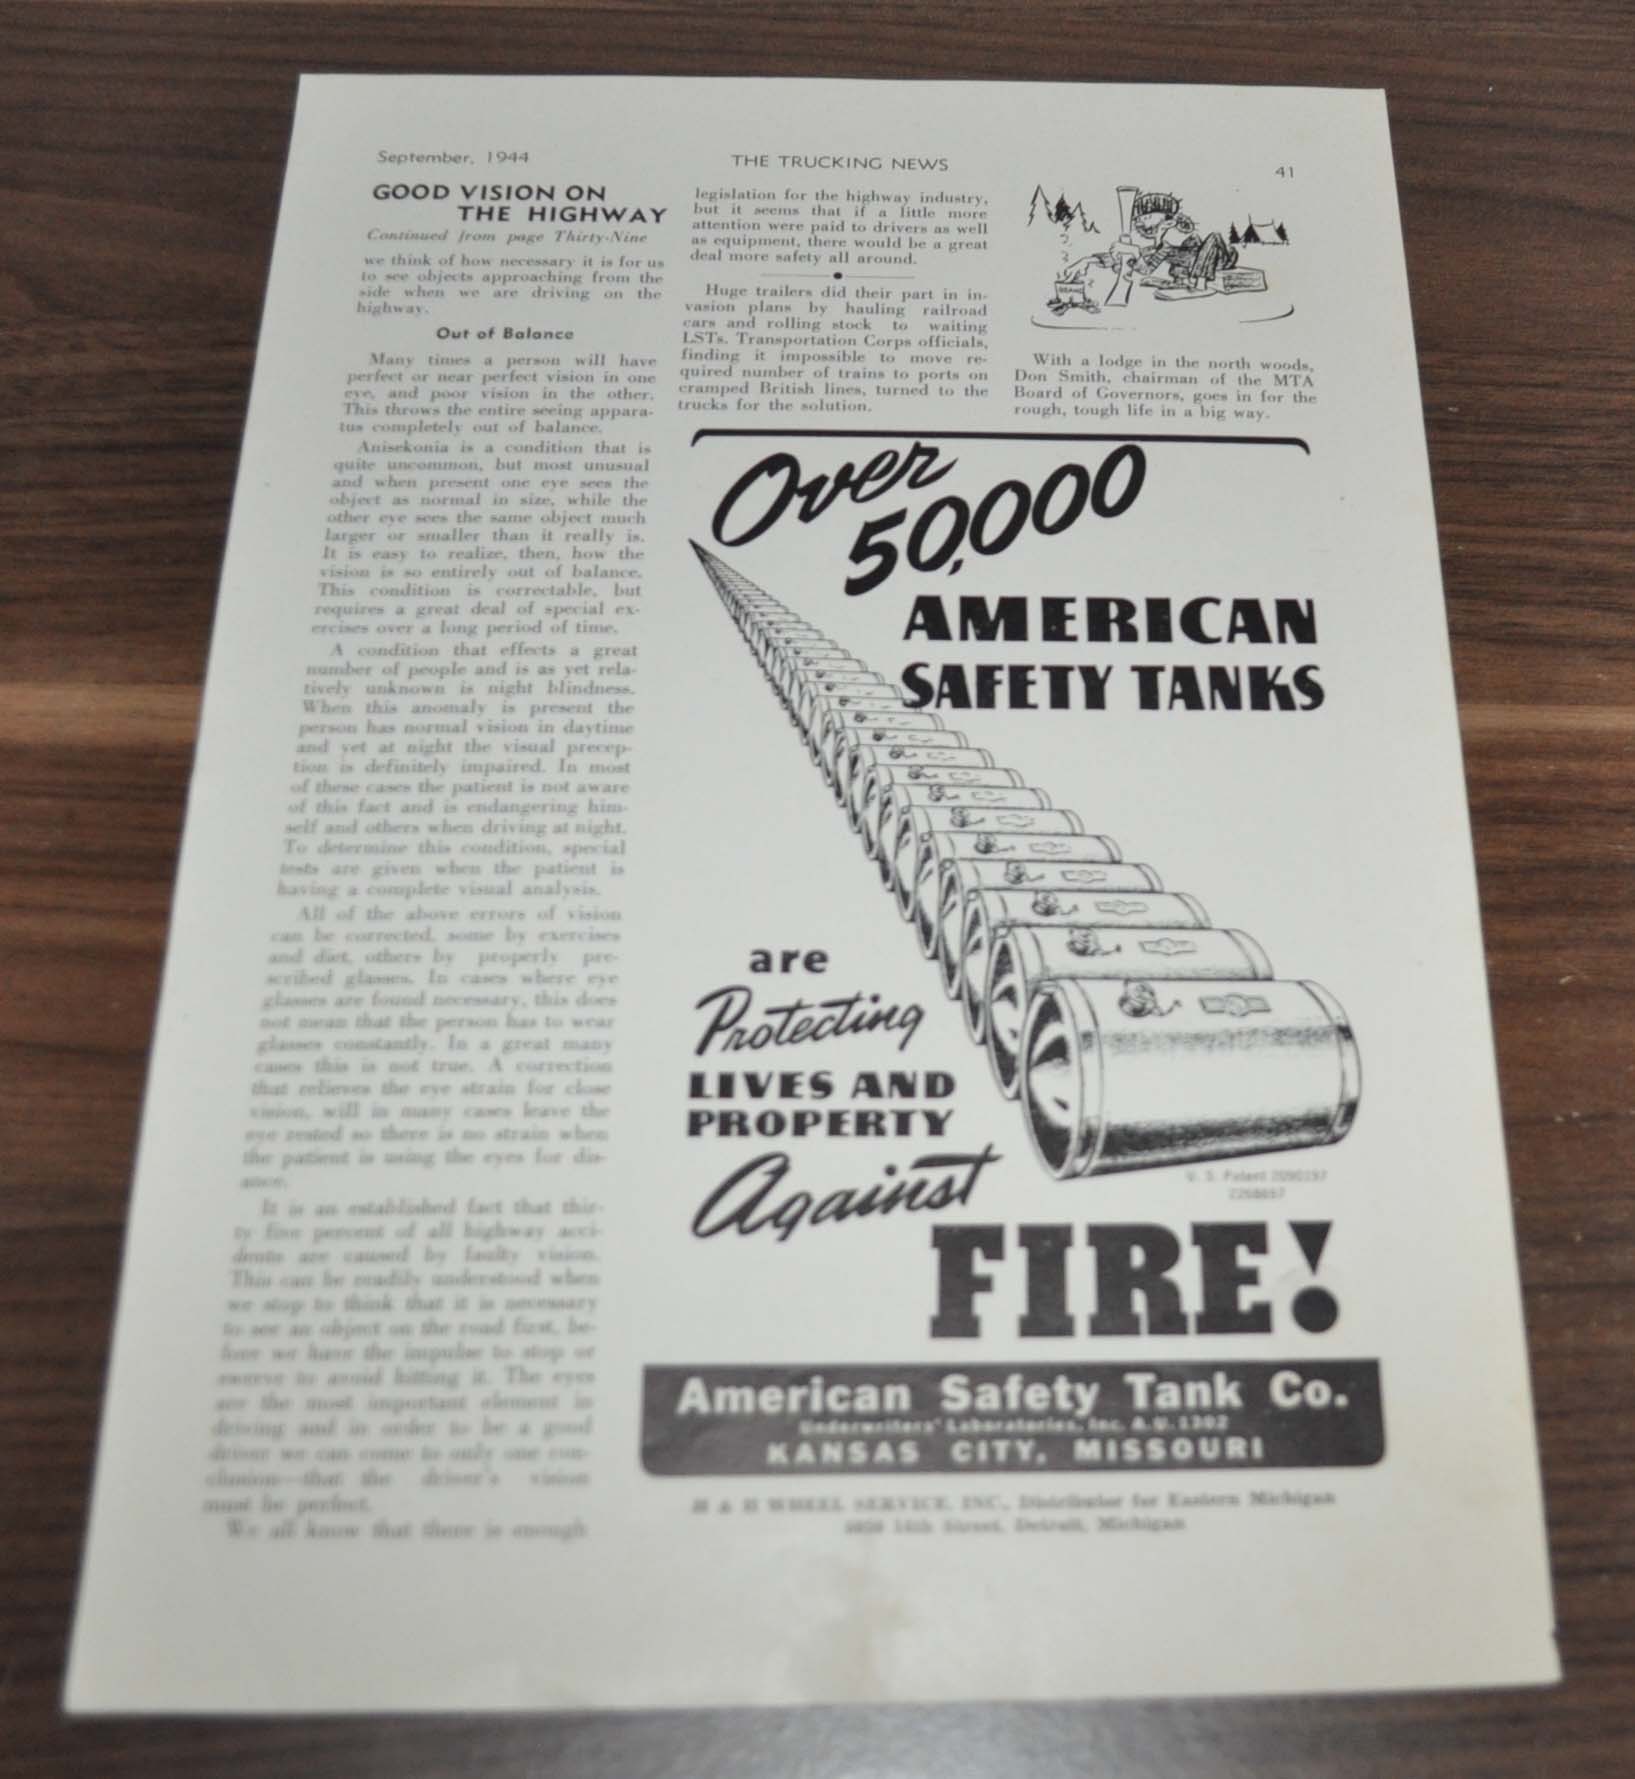 September, 1944
THE TRUCKING NEWS
41
GOOD VISION ON
THE HIGHWAY
Continued from page Thirty-Nine
we think of how necessary it is for us
to see objects approaching from the
side when we are driving on the
highway.
Out of Balance
Many times a person will have
perfect or near perfect vision in one
eye, and poor vision in the other.
This throws the entire seeing appara-
tus completely out of balance.
Anisekonia is a condition that is
quite uncommon, but most unusual
and when present one eye sees the
object as normal in size, while the
other eye sees the same object much
larger or smaller than it really is.
It is easy to realize, then, how the
vision is so entirely out of balance.
This condition is correctable, but
requires a great deal of special ex-
ercises over a long period of time.
A condition that effects a great
number of people and is as yet rela-
tively unknown is night blindness.
When this anomaly is present the
person has normal vision in daytime
and yet at night the visual precep-
tion is definitely impaired. In most
of these cases the patient is not aware
of this fact and is endangering him-
self and others when driving at night.
To determine this condition, special
tests are given when the patient is
having a complete visual analysis.
All of the above errors of vision
can be corrected, some by exercises
and diet, others by properly pre-
scribed glasses. In cases where eye
glasses are found necessary, this does
not mean that the person has to wear
glasses constantly. In a great many
cases this is not true. A correction
that relieves the eye strain for close
vision, will in many cases leave the
eye rested so there is no strain when
the patient is using the eyes for dis-
ance.
It is an established fact that thir-
ty five percent of all highway acci-
dents are caused by faulty vision.
This can be readily understood when
we stop to think that it is necessary
to see an object on the road first, be-
fore we have the impulse to stop or
swerve to avoid hitting it. The eyes
are the most important element in
driving and in order to be a good
driver we can come to only one con-
clusion—that the driver's vision
must be perfect.
We all know that there is enough
legislation for the highway industry,
but it seems that if a little more
attention were paid to drivers as well
as equipment, there would be a great
deal more safety all around.
Huge trailers did their part in in-
vasion plans by hauling railroad
cars and rolling stock to waiting
LSTs. Transportation Corps officials,
finding it impossible to move re-
quired number of trains to ports on
cramped British lines, turned to the
trucks for the solution.
BEANS
With a lodge in the north woods,
Don Smith, chairman of the MTA
Board of Governors, goes in for the
rough, tough life in a big way.
Over
50,000
AMERICAN
SAFETY TANKS
are
Protecting
LIVES AND
PROPERTY
Against
FIRE!
U. S. Patent 2090197
American Safety Tank Co.
Underwriters' Laboratories, Inc. A.U. 1302
KANSAS CITY, MISSOURI
H & H WHEEL SERVICE, INC., Distributor for Eastern Michigan
14th Street, Detroit, Michigan